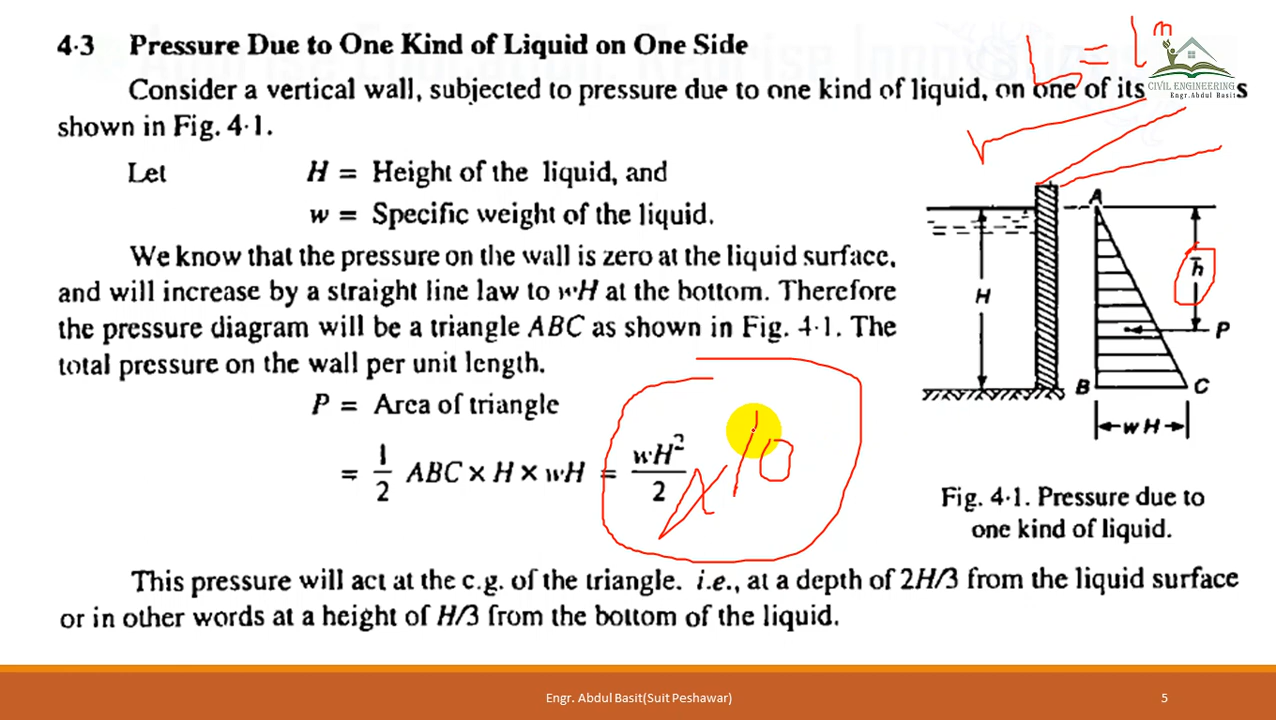 4·3 Pressure Due to One Kind of Liquid on One Side
L = 1 m
Consider a vertical wall, subjected to pressure due to one kind of liquid, on one of its s
CIVIL ENGINEERING
Engr.Abdul Basit
shown in Fig. 4·1.
Let H = Height of the liquid, and
w = Specific weight of the liquid.
We know that the pressure on the wall is zero at the liquid surface,
and will increase by a straight line law to wH at the bottom. Therefore
the pressure diagram will be a triangle ABC as shown in Fig. 4·1. The
total pressure on the wall per unit length.
P = Area of triangle
= 1/2 ABC × H × wH = wH²/2 × 10
A
h̄
H
P
B C
wH
Fig. 4·1. Pressure due to
one kind of liquid.
This pressure will act at the c.g. of the triangle. i.e., at a depth of 2H/3 from the liquid surface
or in other words at a height of H/3 from the bottom of the liquid.
Engr. Abdul Basit(Suit Peshawar)
5